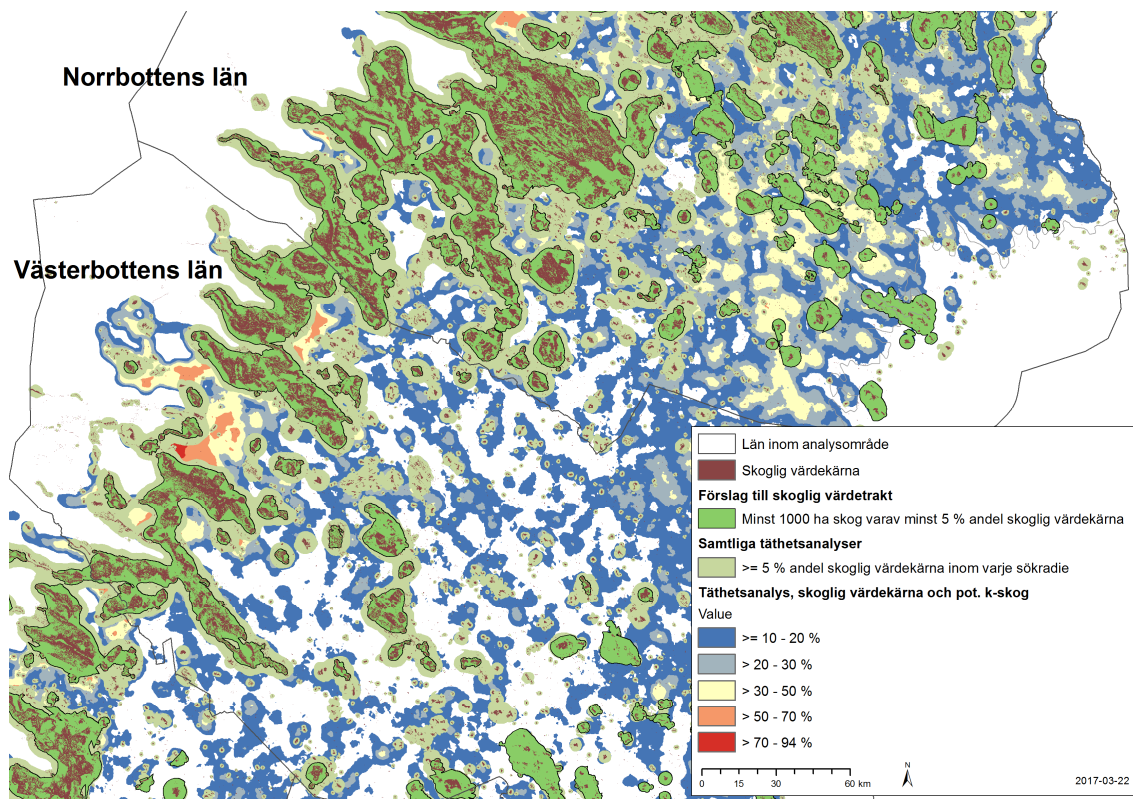 Norrbottens län
Västerbottens län
Län inom analysområde
Skoglig värdekärna
Förslag till skoglig värdetrakt
Minst 1000 ha skog varav minst 5 % andel skoglig värdekärna
Samtliga täthetsanalyser
>= 5 % andel skoglig värdekärna inom varje sökradie
Täthetsanalys, skoglig värdekärna och pot. k-skog
Value
>= 10 - 20 %
> 20 - 30 %
> 30 - 50 %
> 50 - 70 %
> 70 - 94 %
N
0 15 30 60 km
2017-03-22